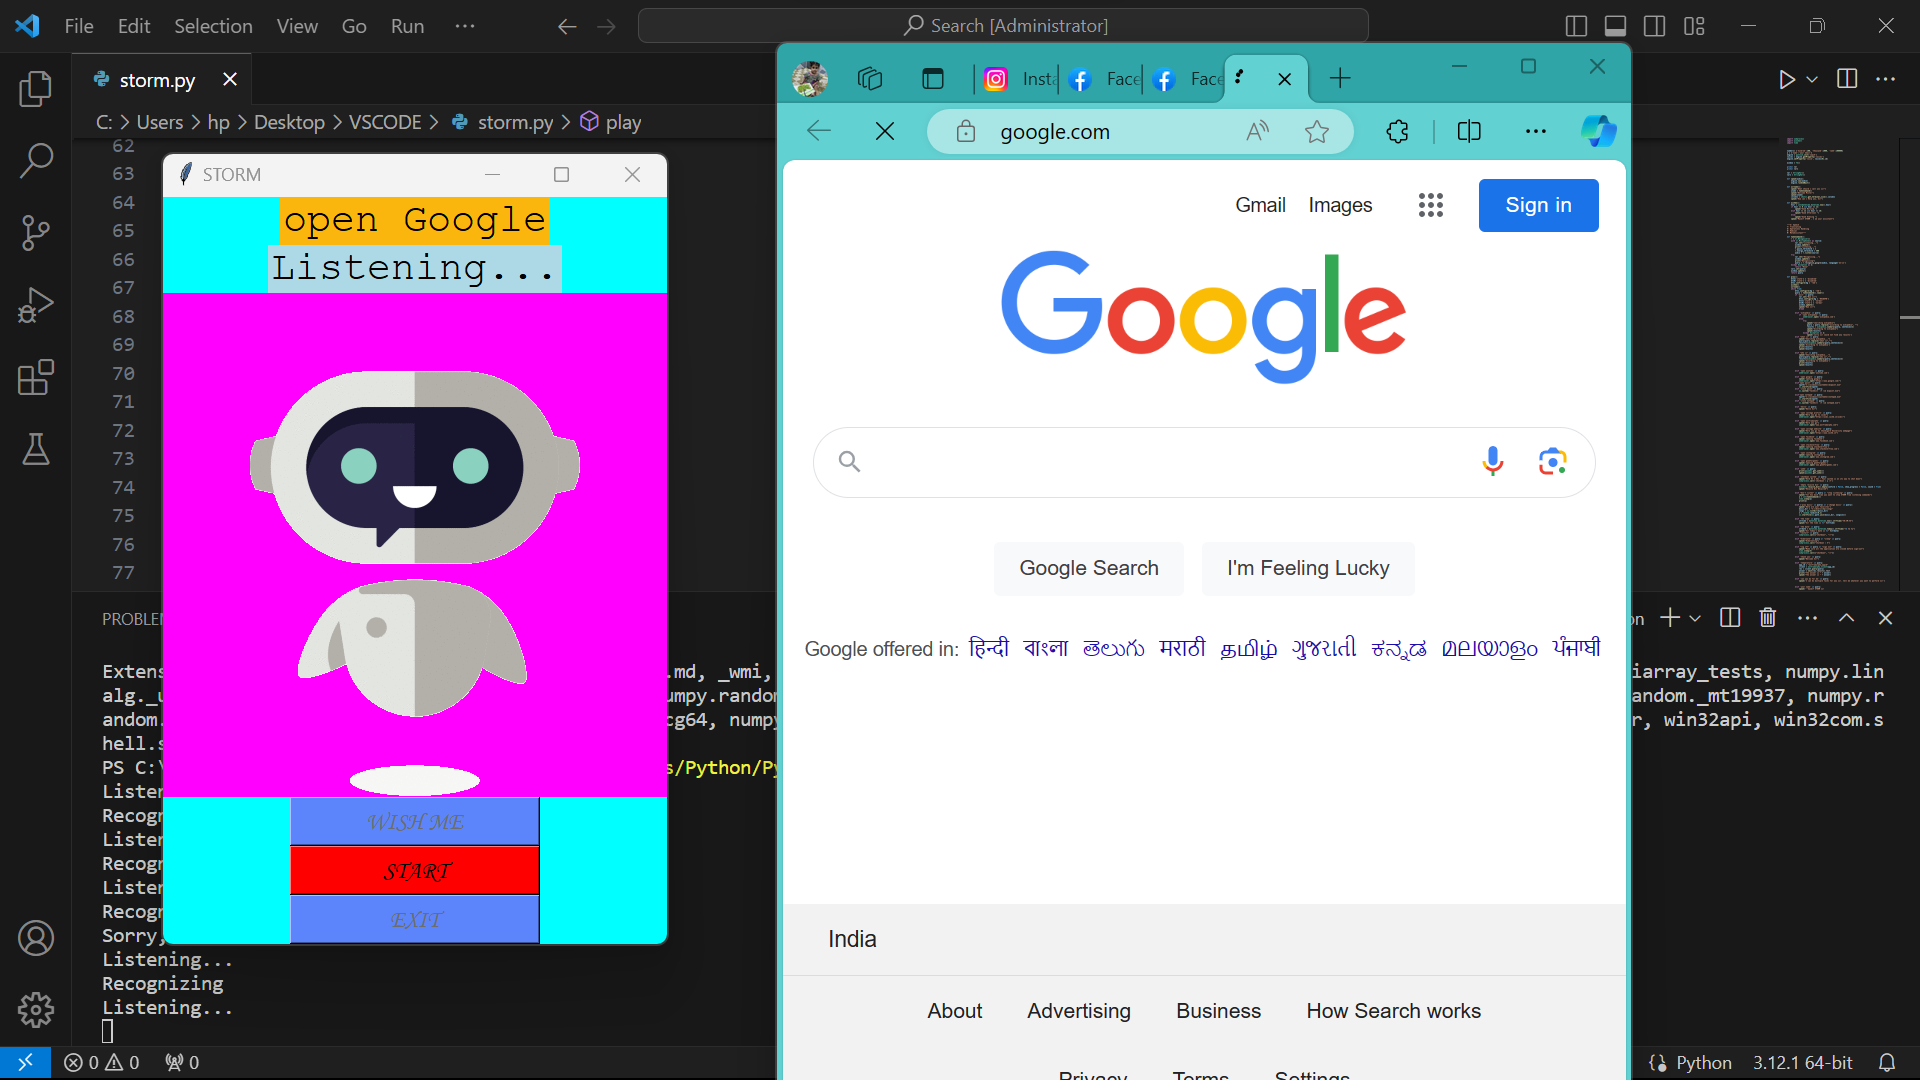 File Edit Selection View Go Run ···
Search [Administrator]
storm.py
C: > Users > hp > Desktop > VSCODE > storm.py > play
62
63
64
65
66
67
68
69
70
71
72
73
74
75
76
77
STORM
open Google
Listening...
WISH ME
START
EXIT
Insta Face Face
google.com
Gmail Images Sign in
Google
Google Search I'm Feeling Lucky
Google offered in: हिन्दी বাংলা తెలుగు मराठी தமிழ் ગુજરાતી ಕನ್ನಡ മലയാളം ਪੰਜਾਬੀ
India
About Advertising Business How Search works
Privacy Terms Settings
PROBLEM
Extens .md, _wmi, iarray_tests, numpy.lin
alg._u umpy.random andom._mt19937, numpy.r
andom. cg64, numpy r, win32api, win32com.s
hell.s
PS C:\ s/Python/Py
Listen
Recogn
Listen
Recogn
Listen
Recogn
Sorry,
Listening...
Recognizing
Listening...
0 0 0
Python 3.12.1 64-bit